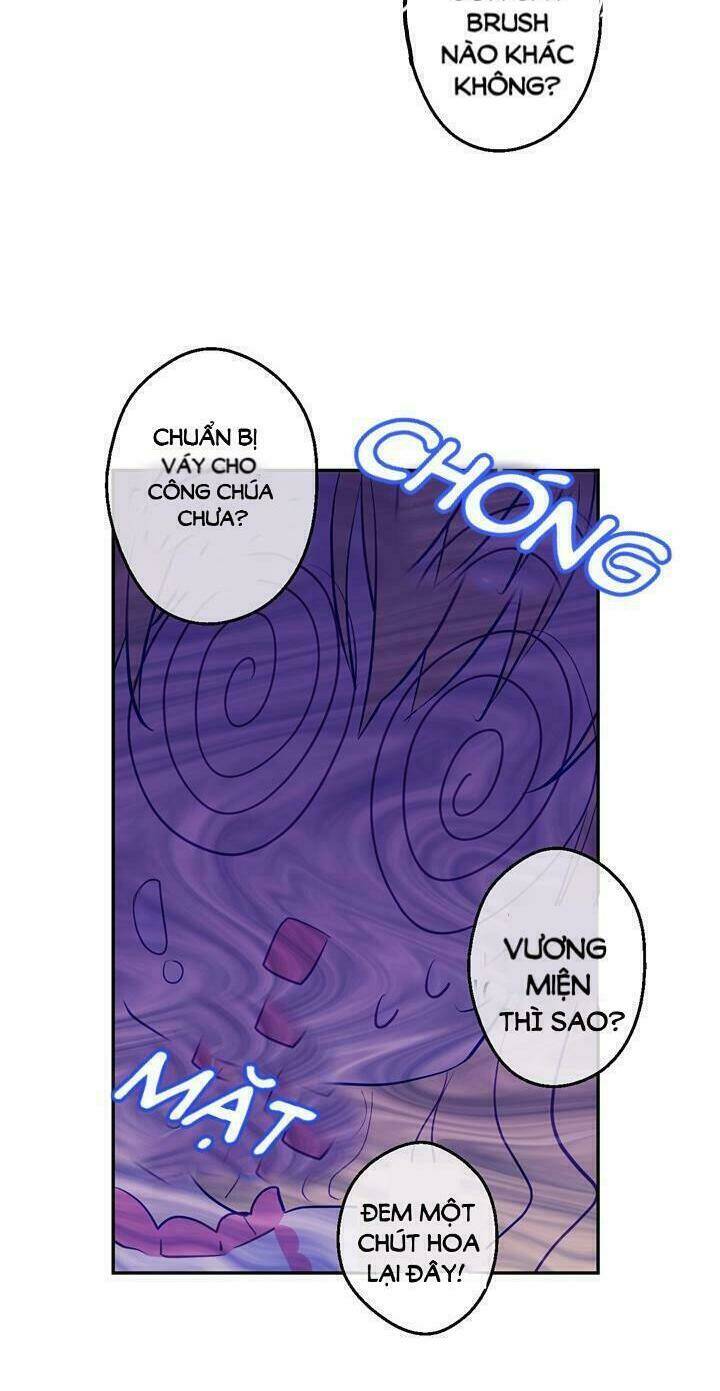 BRUSH
NÀO KHÁC
KHÔNG?
CHUẨN BỊ
VÁY CHO
CÔNG CHÚA
CHƯA?
CHÓNG
VƯƠNG
MIỆN
THÌ SAO?
MẶT
ĐEM MỘT
CHÚT HOA
LẠI ĐÂY!